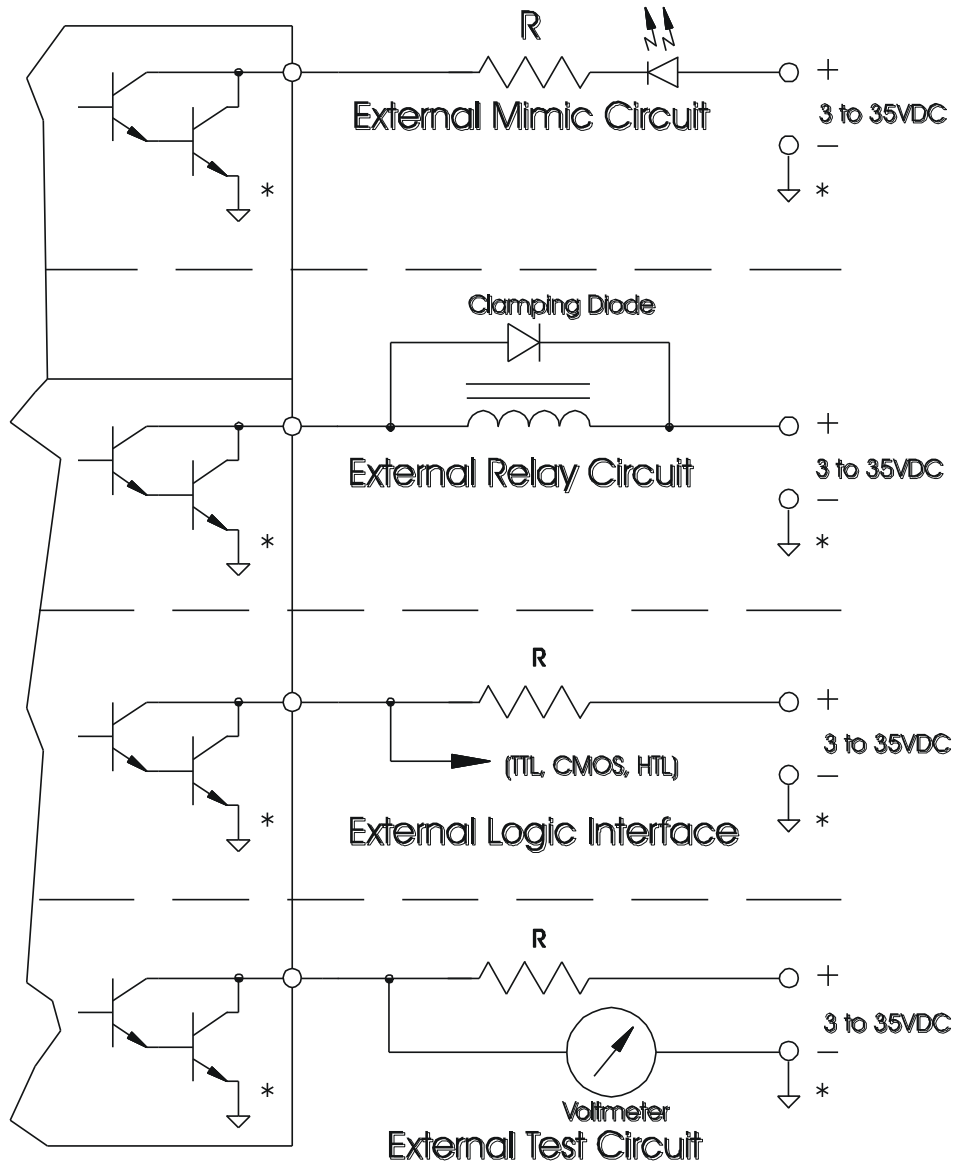 R
+
External Mimic Circuit
3 to 35VDC
−
*
*
Clamping Diode
+
External Relay Circuit
3 to 35VDC
−
*
*
R
+
3 to 35VDC
(TTL, CMOS, HTL)
−
External Logic Interface
*
*
R
+
3 to 35VDC
−
*
*
Voltmeter
External Test Circuit